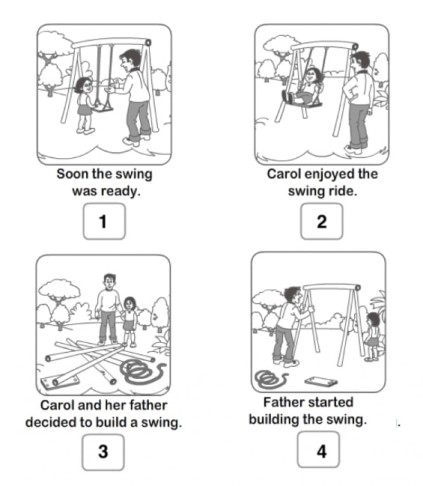 Soon the swing
was ready.
1
Carol enjoyed the
swing ride.
2
Carol and her father
decided to build a swing.
3
Father started
building the swing.
4
.